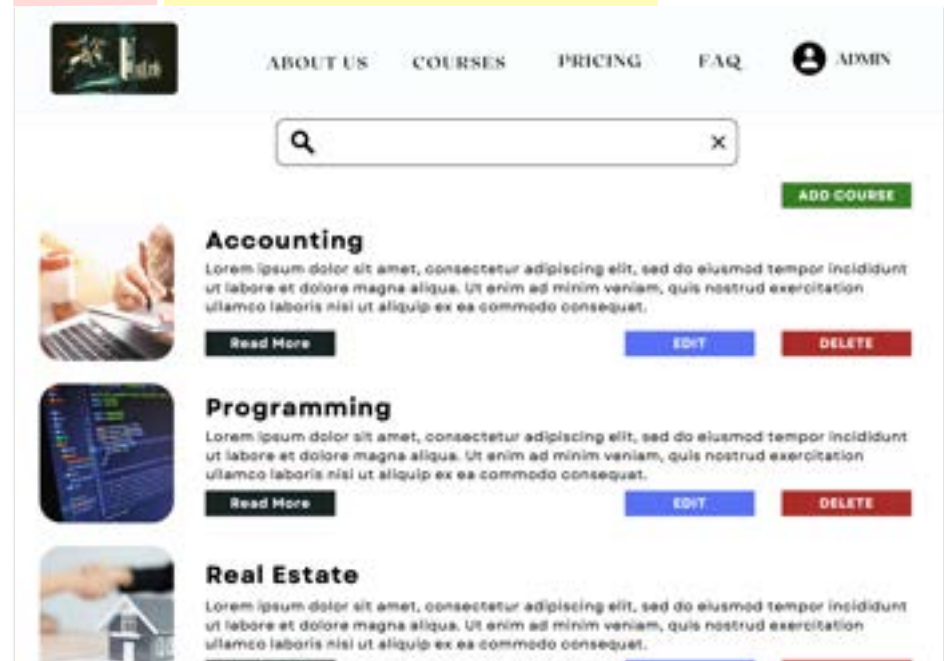 ABOUT US COURSES PRICING FAQ ADMIN
ADD COURSE
Accounting
Lorem ipsum dolor sit amet, consectetur adipiscing elit, sed do eiusmod tempor incididunt
ut labore et dolore magna aliqua. Ut enim ad minim veniam, quis nostrud exercitation
ullamco laboris nisi ut aliquip ex ea commodo consequat.
Read More EDIT DELETE
Programming
Lorem ipsum dolor sit amet, consectetur adipiscing elit, sed do eiusmod tempor incididunt
ut labore et dolore magna aliqua. Ut enim ad minim veniam, quis nostrud exercitation
ullamco laboris nisi ut aliquip ex ea commodo consequat.
Read More EDIT DELETE
Real Estate
Lorem ipsum dolor sit amet, consectetur adipiscing elit, sed do eiusmod tempor incididunt
ut labore et dolore magna aliqua. Ut enim ad minim veniam, quis nostrud exercitation
ullamco laboris nisi ut aliquip ex ea commodo consequat.